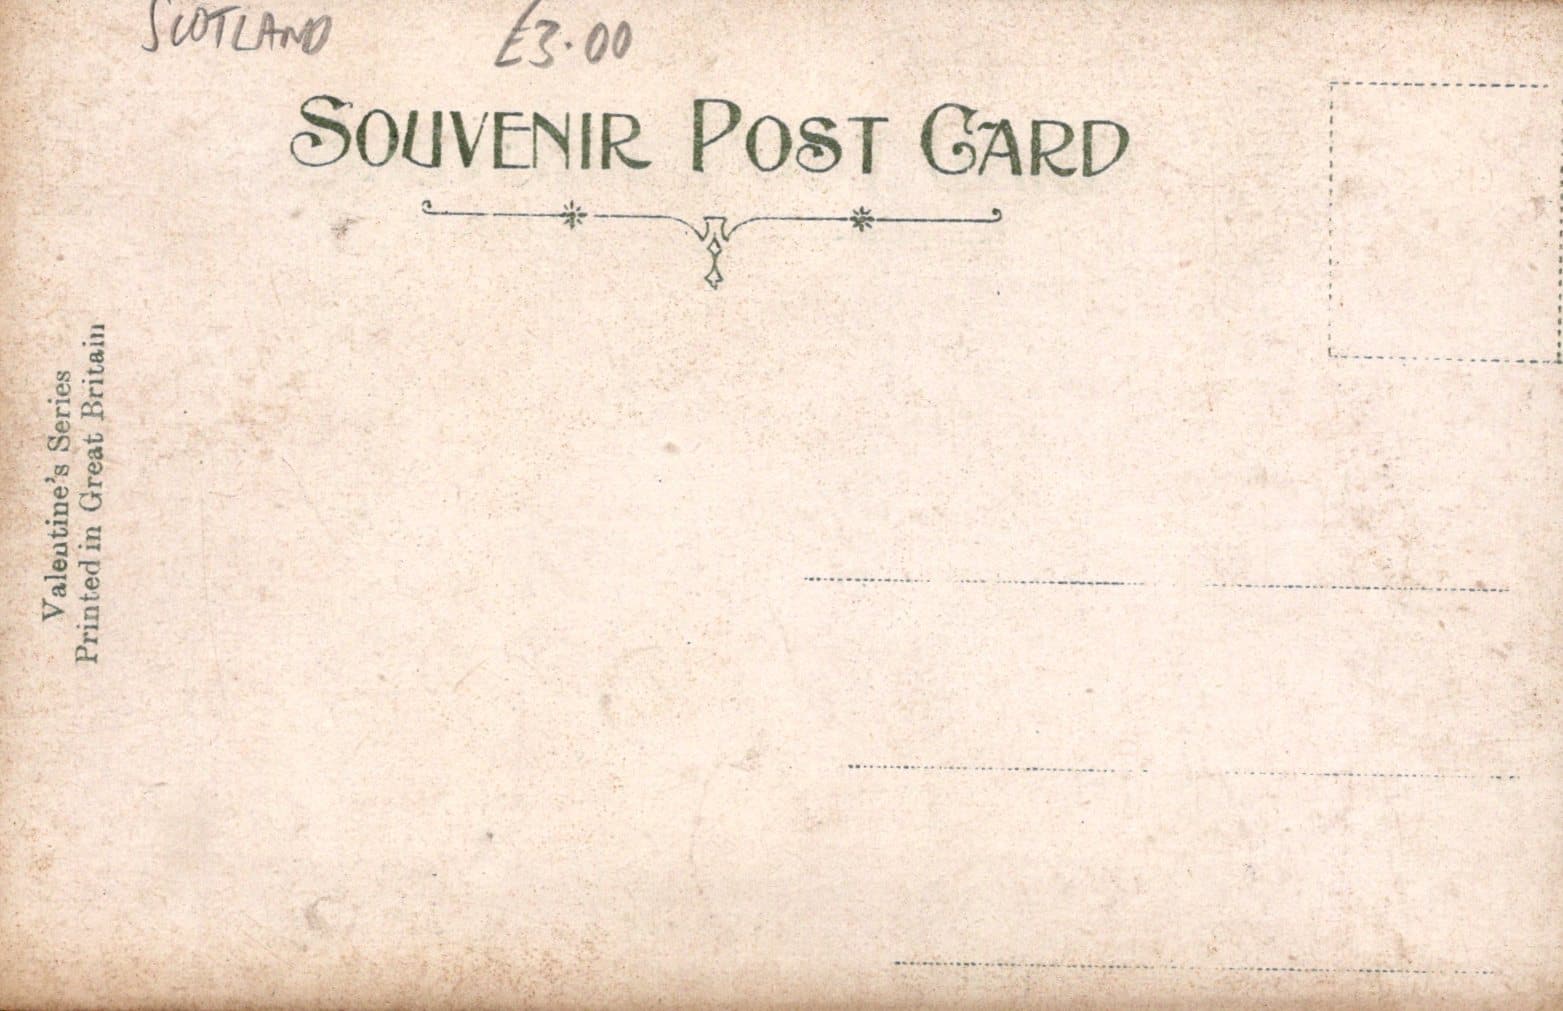 SCOTLAND £3.00
SOUVENIR POST CARD
Valentine's Series
Printed in Great Britain